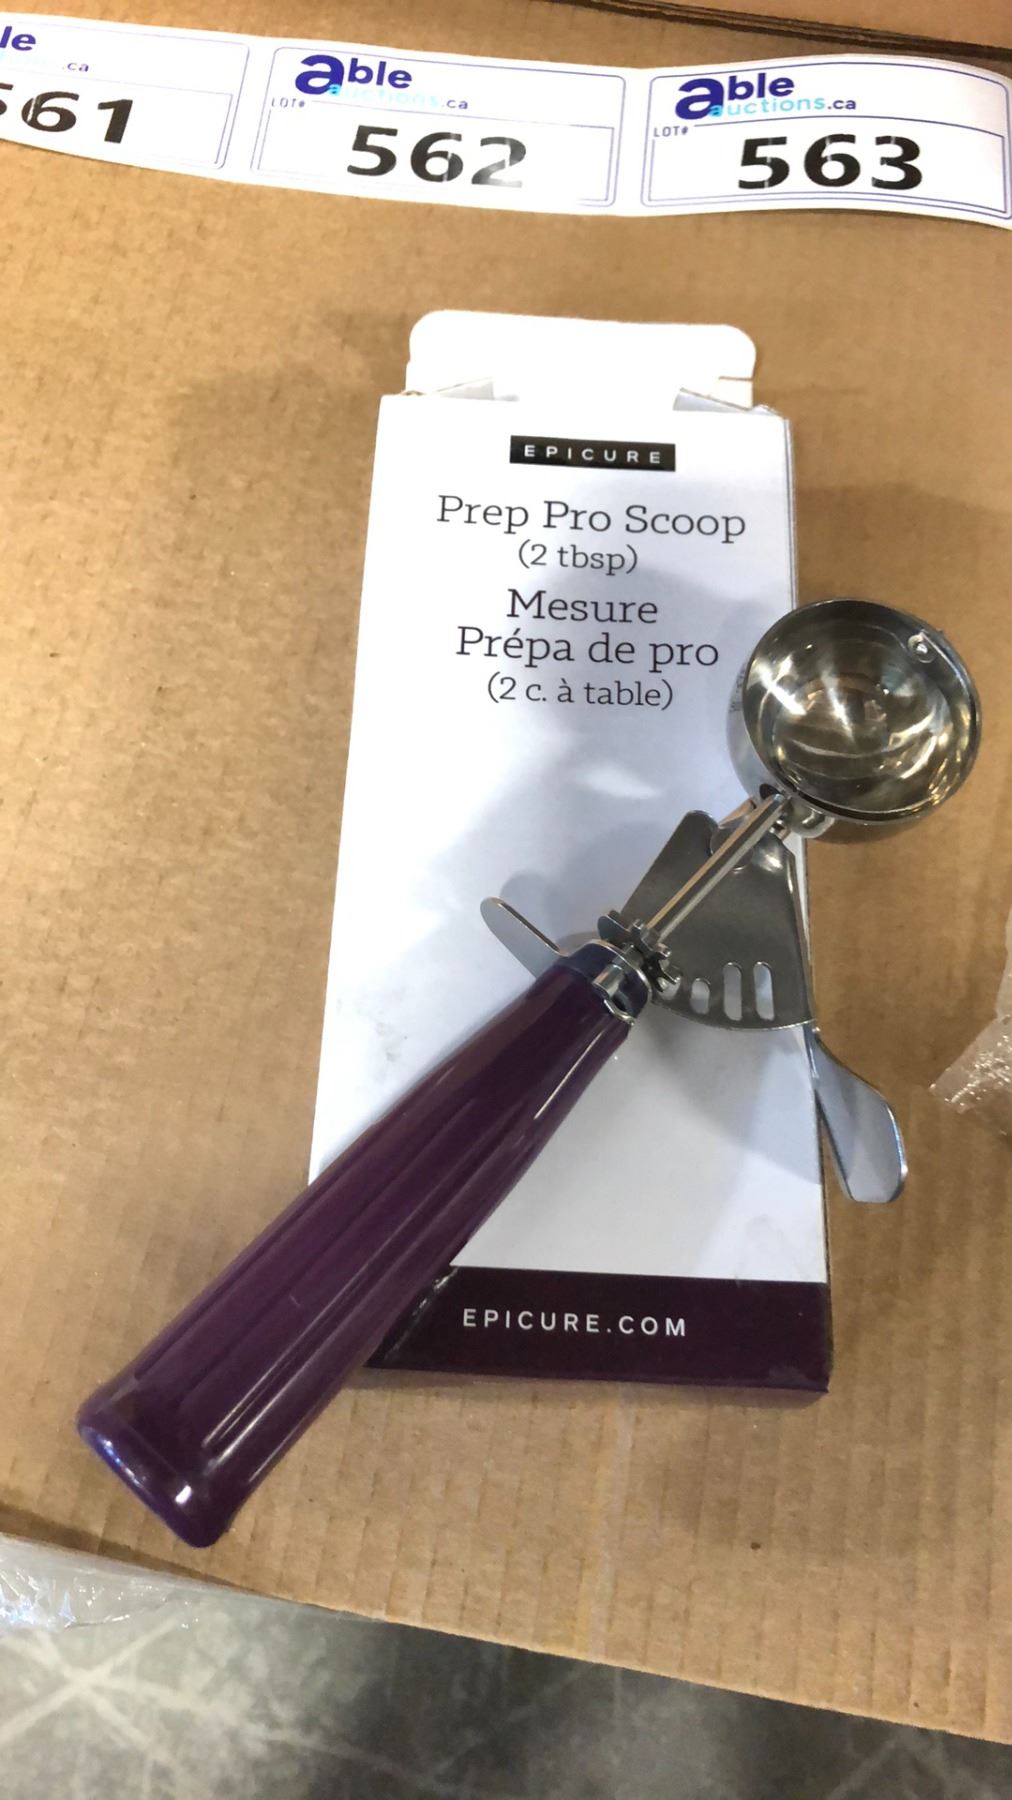 le
.ca
561
able
auctions.ca
LOT#
562
able
auctions.ca
LOT#
563
EPICURE
Prep Pro Scoop
(2 tbsp)
Mesure
Prépa de pro
(2 c. à table)
EPICURE.COM